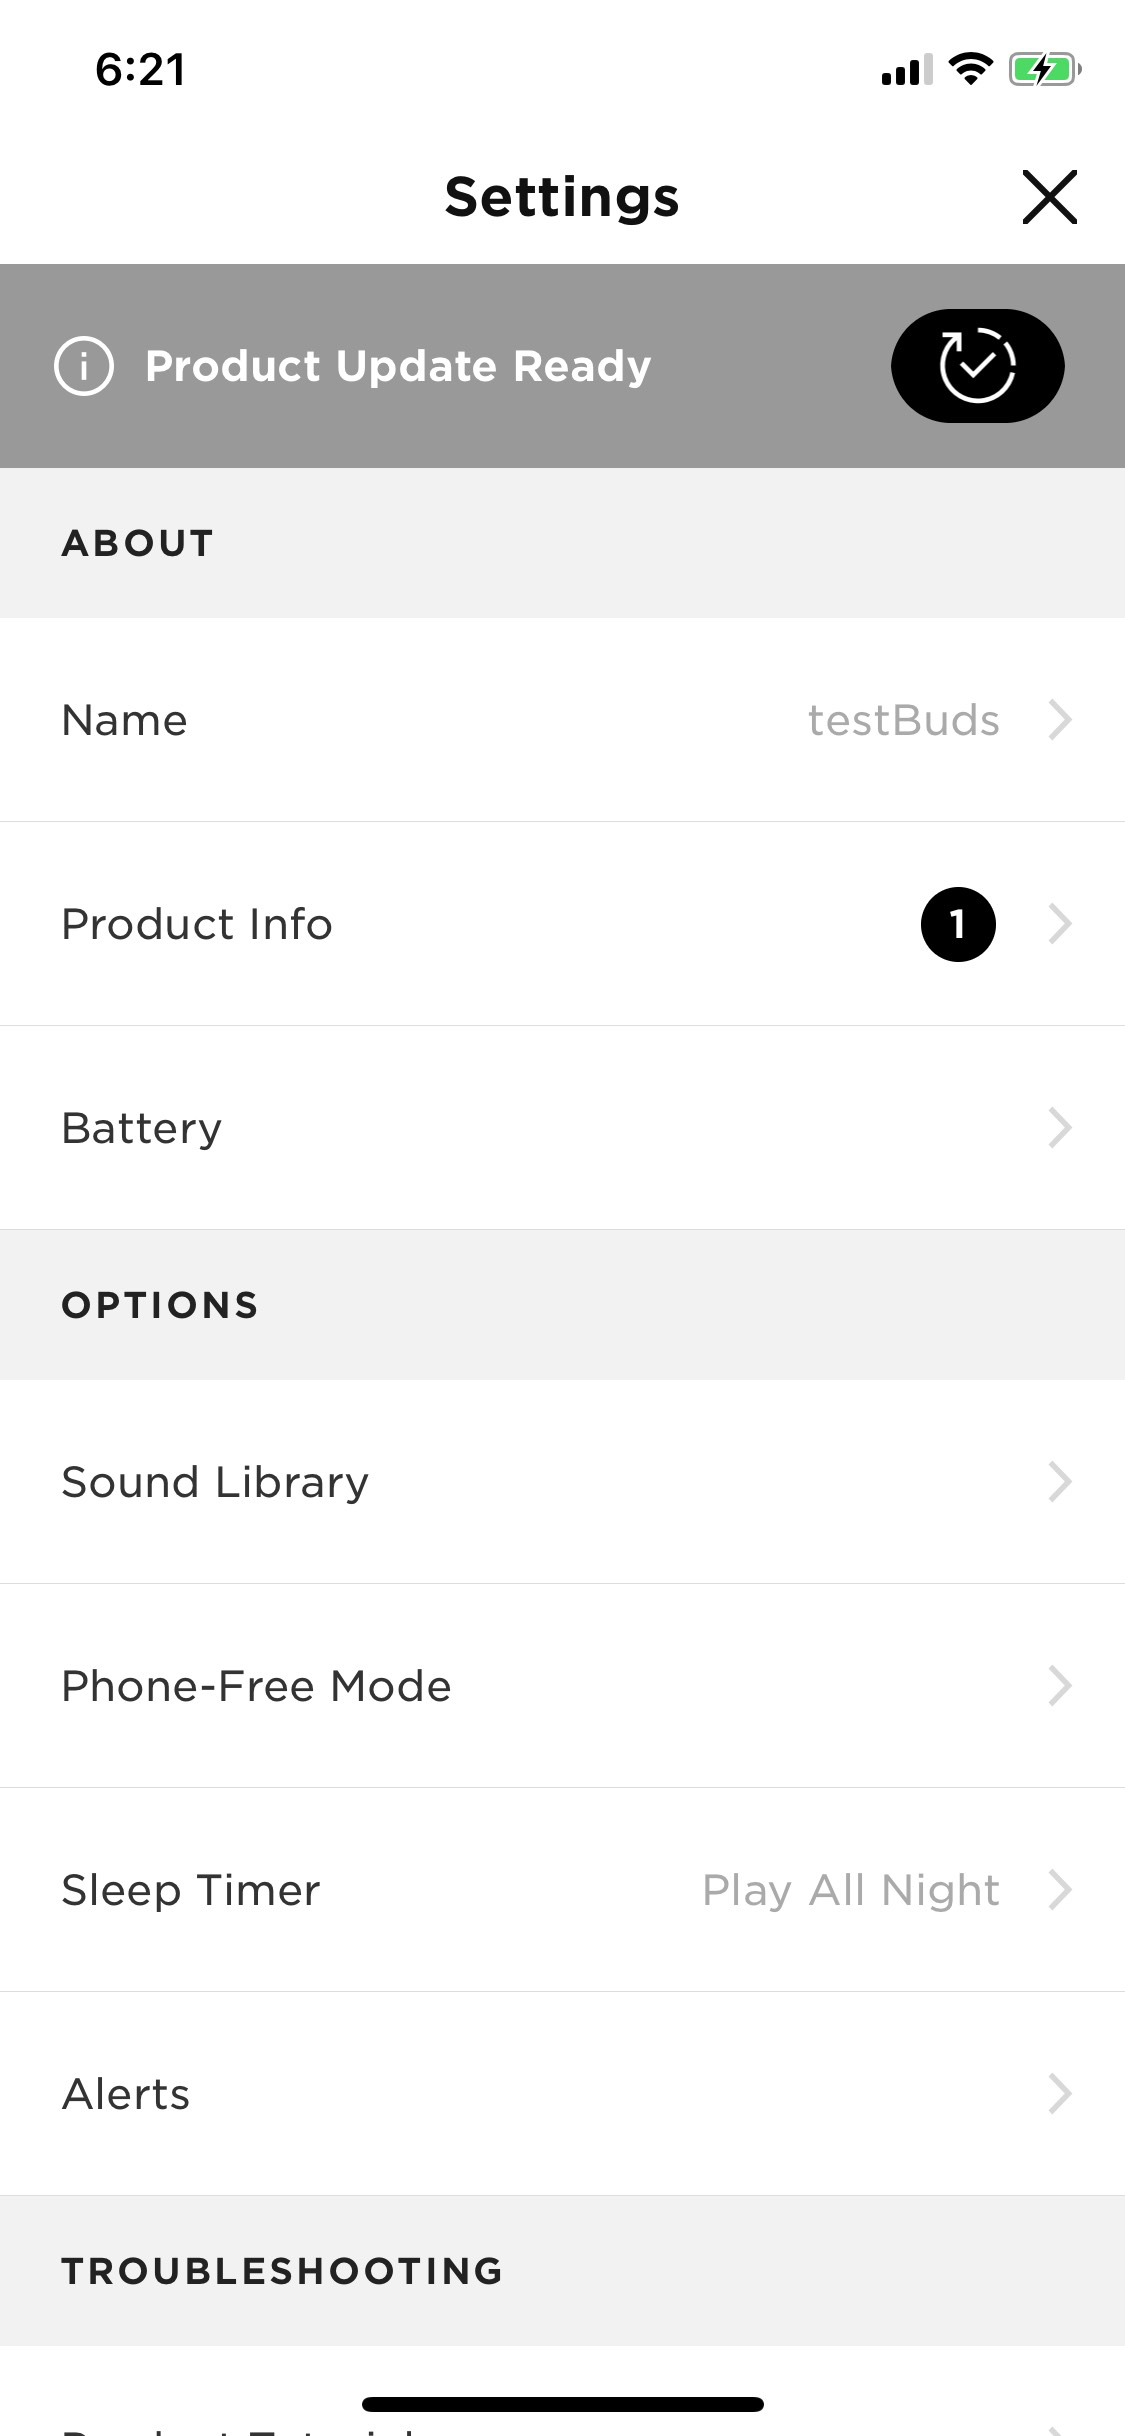 6:21
Settings
Product Update Ready
ABOUT
Name testBuds
Product Info 1
Battery
OPTIONS
Sound Library
Phone-Free Mode
Sleep Timer Play All Night
Alerts
TROUBLESHOOTING